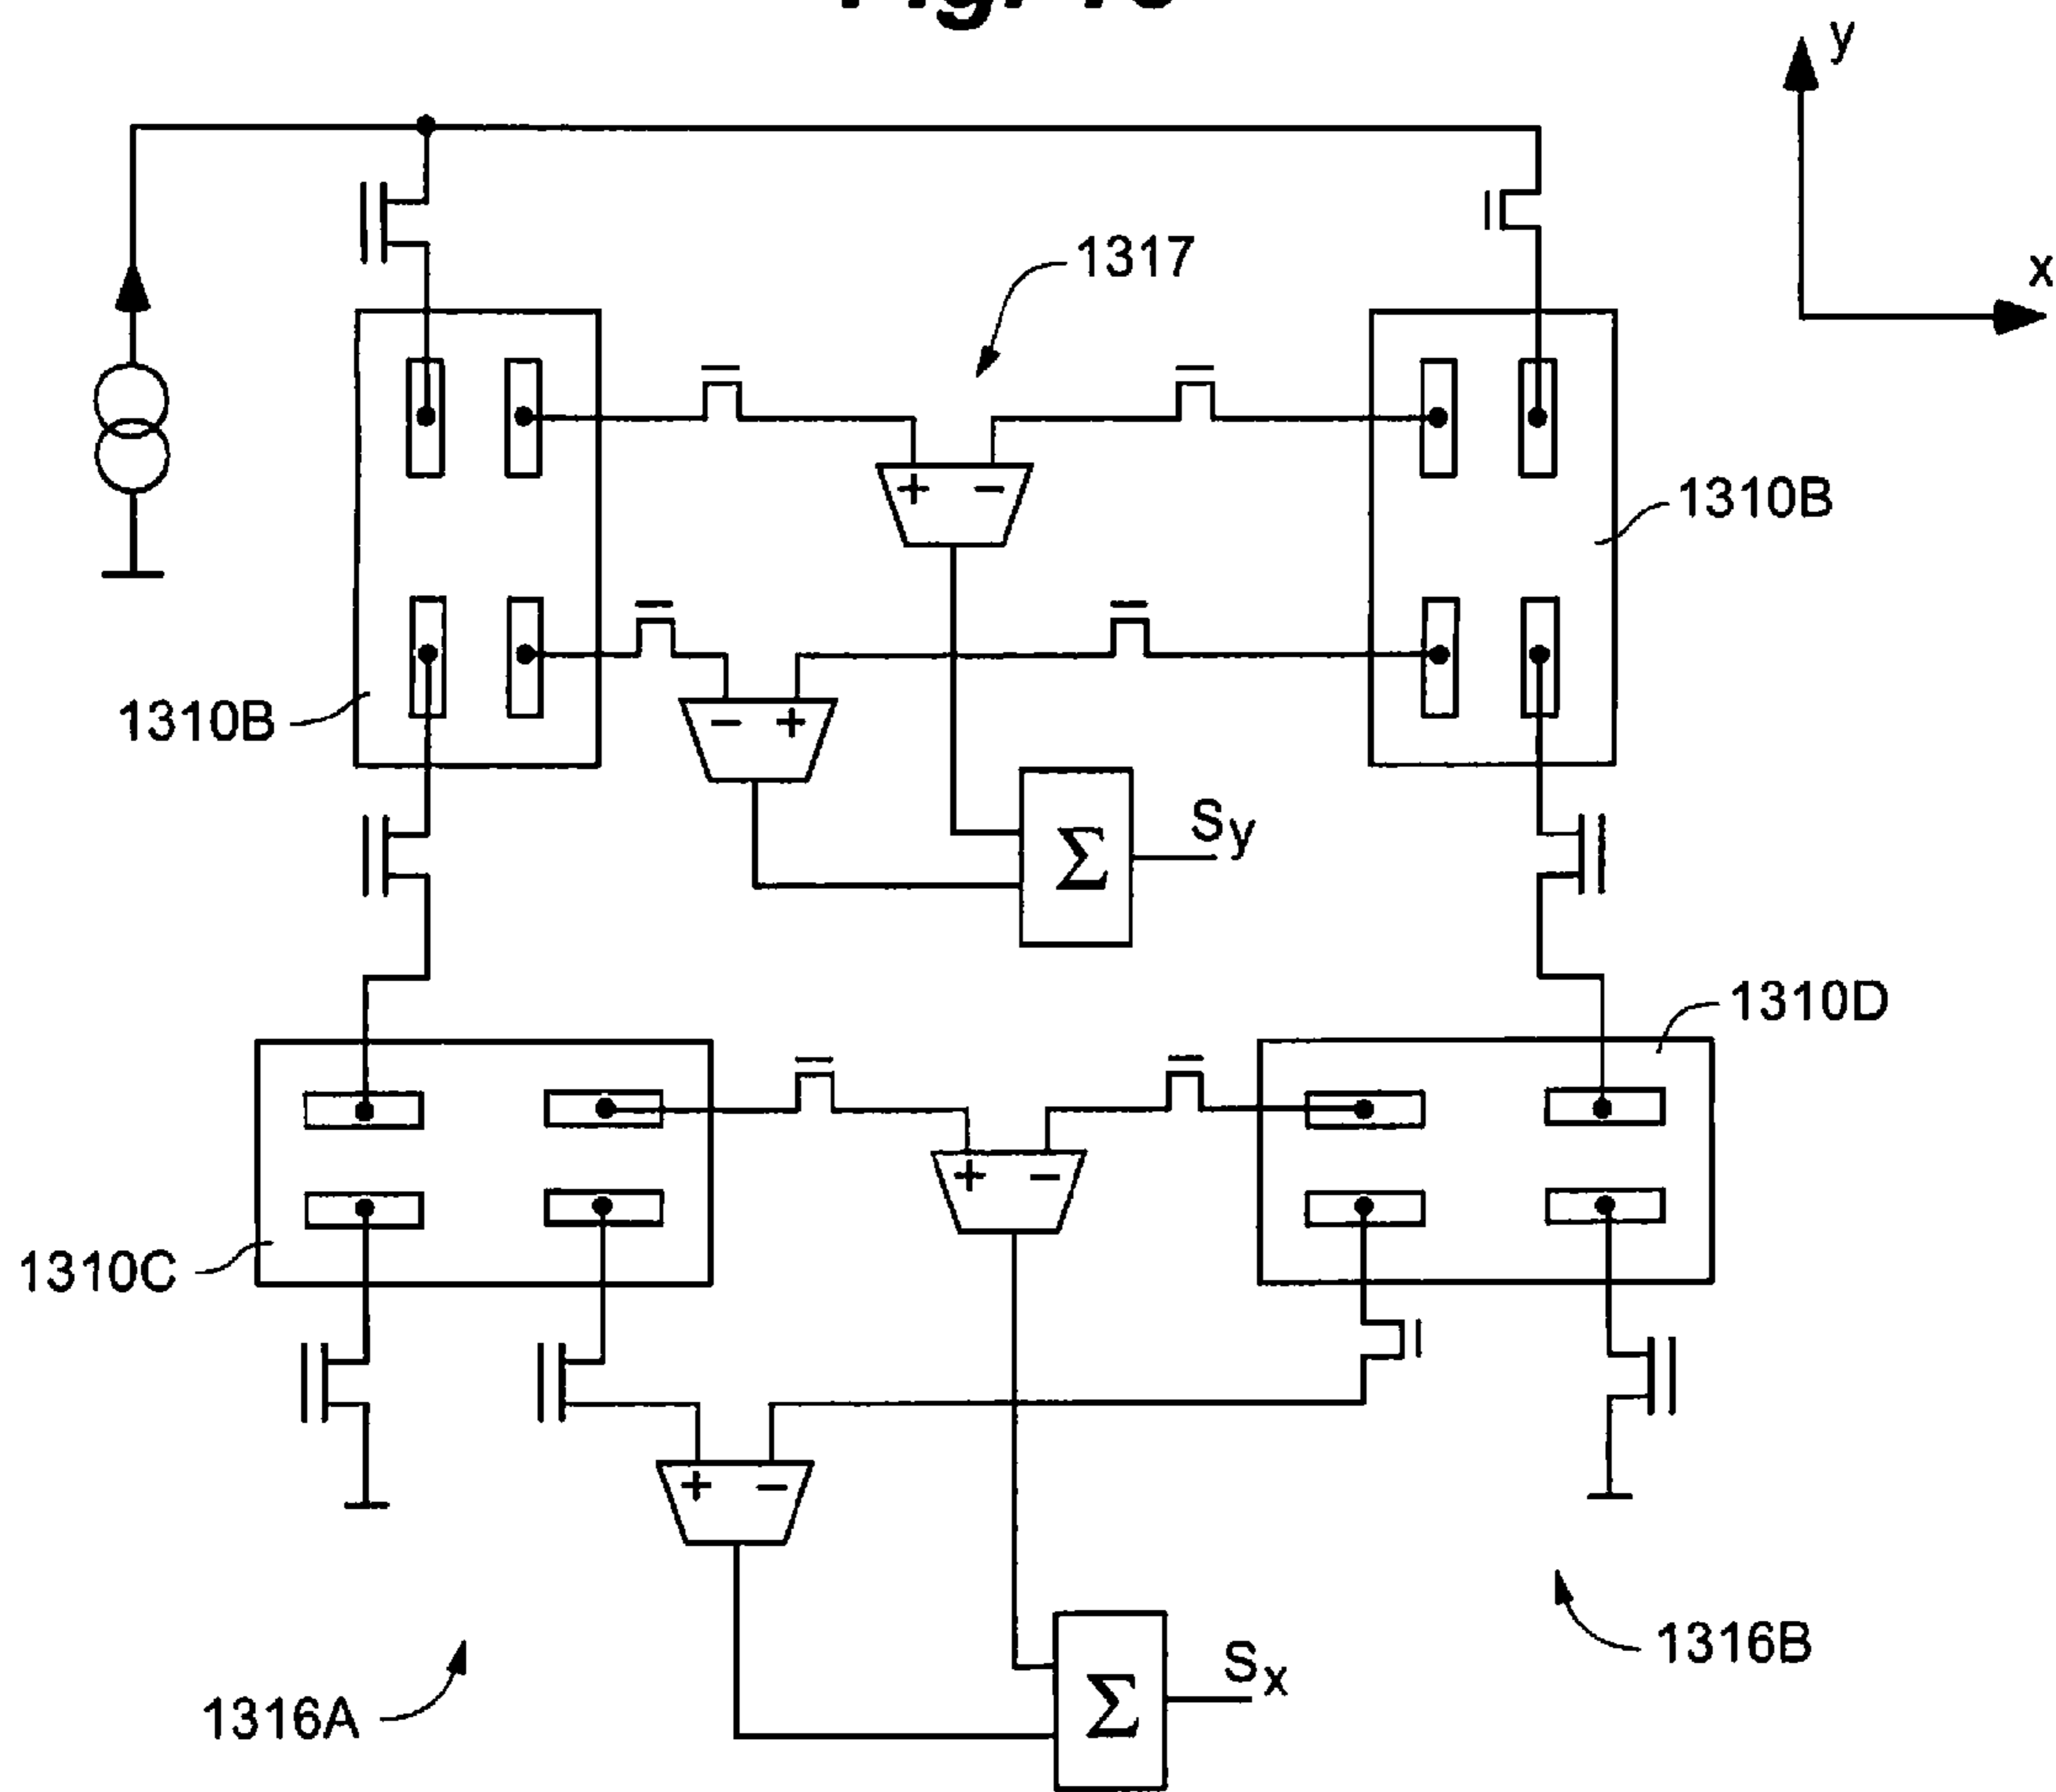 y
x
1317
+ −
1310B
− +
1310B
Σ
Sy
1310D
+ −
1310C
+ −
Σ
Sx
1316B
1316A